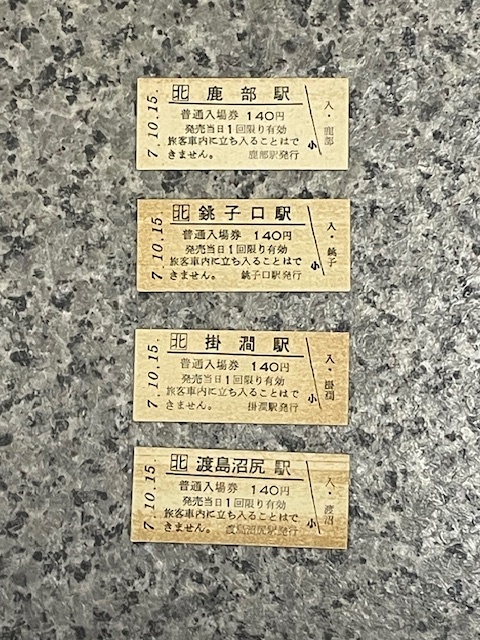 7.10.15.
北 鹿部駅
普通入場券 140円
発売当日1回限り有効
旅客車内に立ち入ることはで
きません。 鹿部駅発行
入・鹿部
小
7.10.15
北 銚子口駅
普通入場券 140円
発売当日1回限り有効
旅客車内に立ち入ることはで
きません。 銚子口駅発行
入・銚子
小
7.10.15.
北 掛澗駅
普通入場券 140円
発売当日1回限り有効
旅客車内に立ち入ることはで
きません。 掛澗駅発行
入・掛澗
小
7.10.15.
北 渡島沼尻駅
普通入場券 140円
発売当日1回限り有効
旅客車内に立ち入ることはで
きません。 渡島沼尻駅発行
入・渡沼
小